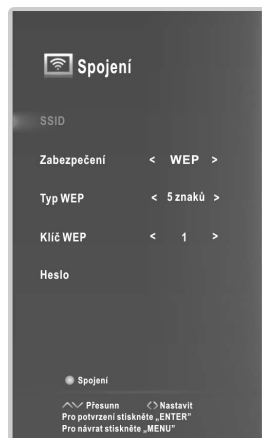 Spojení
SSID
Zabezpečení < WEP >
Typ WEP < 5 znaků >
Klíč WEP < 1 >
Heslo
Spojení
Přesunn <> Nastavit
Pro potvrzení stiskněte „ENTER”
Pro návrat stiskněte „MENU”